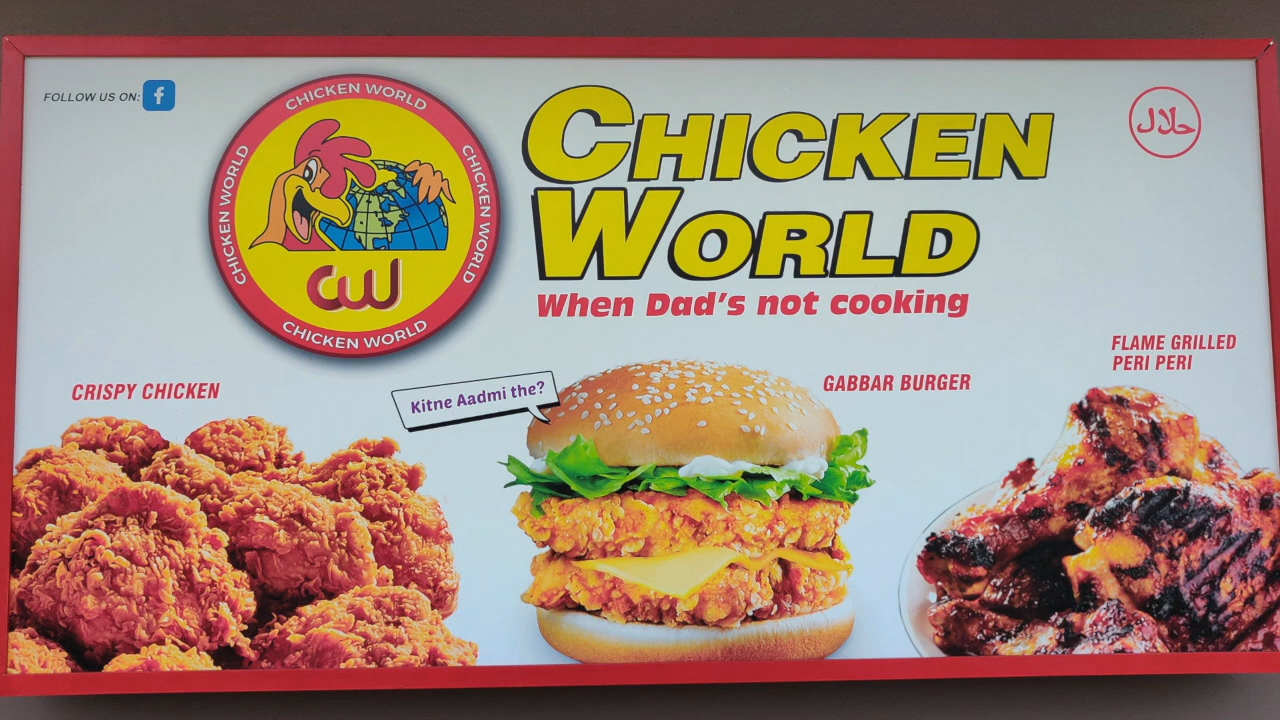 FOLLOW US ON:
f
CHICKEN WORLD
CHICKEN WORLD
CHICKEN WORLD
CW
CHICKEN WORLD
CHICKEN
WORLD
When Dad's not cooking
حلال
CRISPY CHICKEN
Kitne Aadmi the?
GABBAR BURGER
FLAME GRILLED
PERI PERI